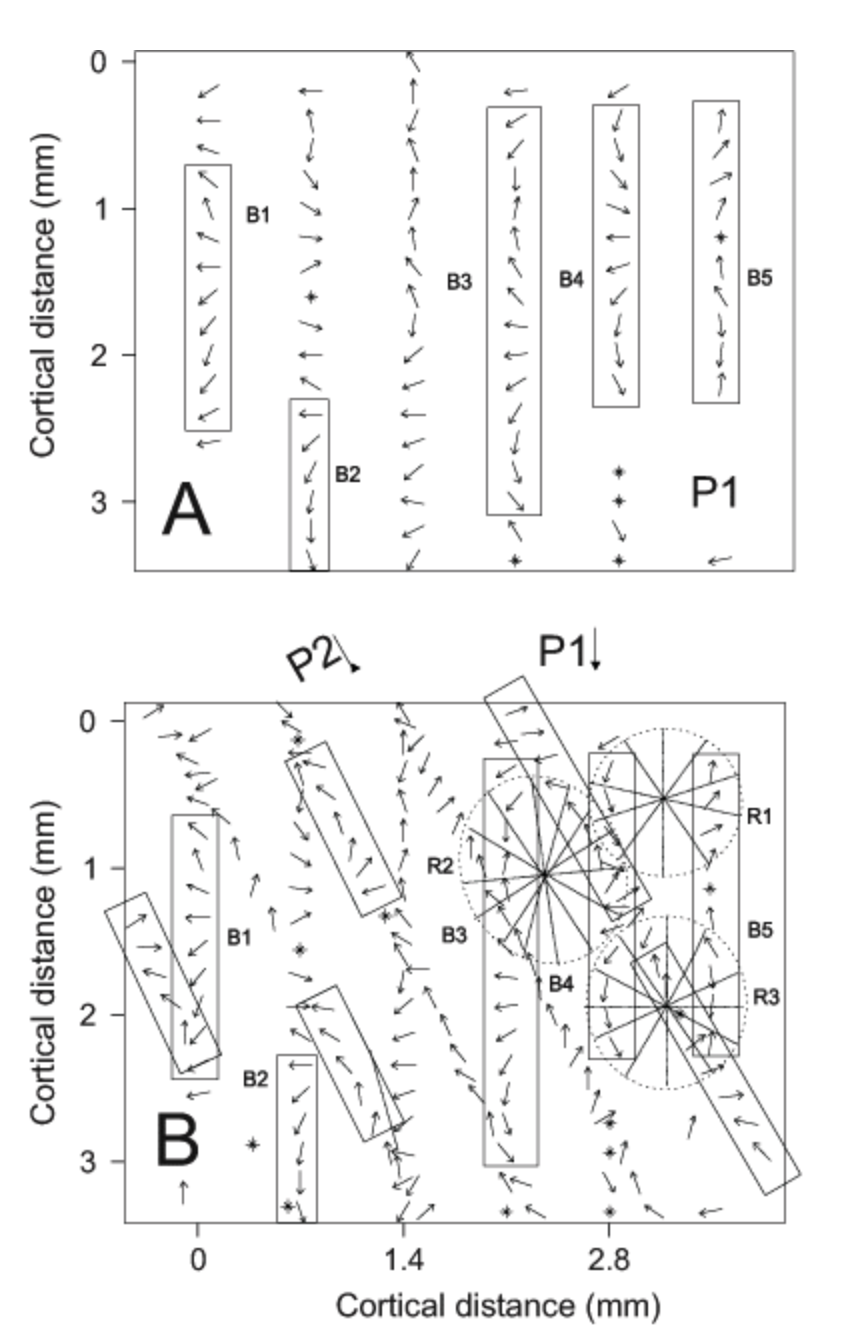 Cortical distance (mm)
0
1
2
3
B1
B2
B3
B4
B5
A
P1
P2
P1
Cortical distance (mm)
0
1
2
3
B1
B2
R2
B3
B4
R1
B5
R3
B
0 1.4 2.8
Cortical distance (mm)